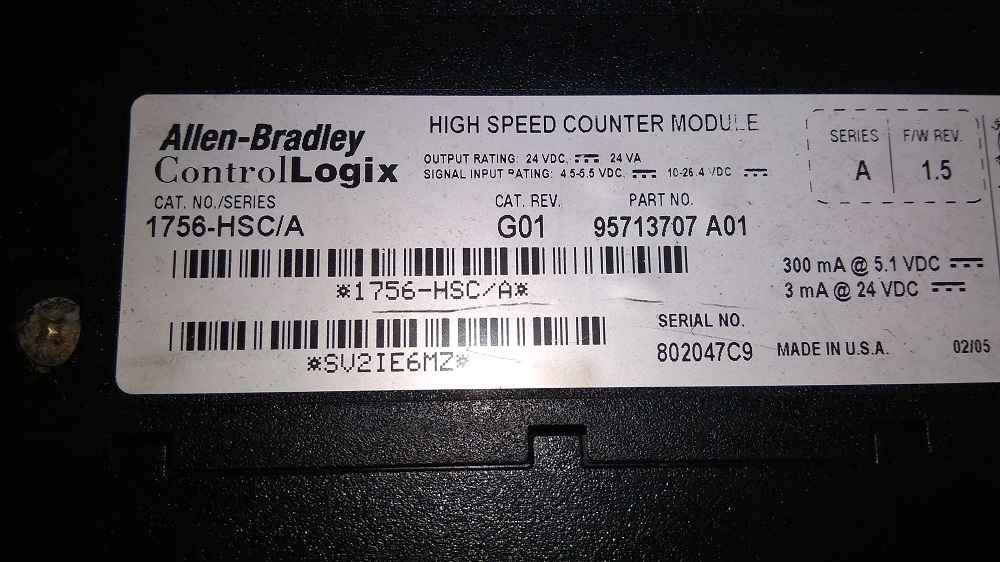 Allen-Bradley
ControlLogix
HIGH SPEED COUNTER MODULE
OUTPUT RATING: 24 VDC, 24 VA
SIGNAL INPUT RATING: 4.5-5.5 VDC, 10-26.4 VDC
SERIES F/W REV.
A 1.5
CAT. NO./SERIES CAT. REV. PART NO.
1756-HSC/A G01 95713707 A01
300 mA @ 5.1 VDC
*1756-HSC/A*
3 mA @ 24 VDC
SERIAL NO.
802047C9 MADE IN U.S.A. 02/05
*SV2IE6MZ*